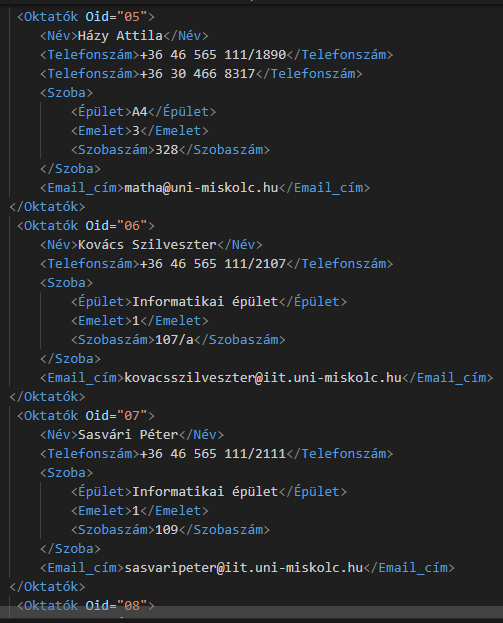 <Oktatók Oid="05">
<Név>Házy Attila</Név>
<Telefonszám>+36 46 565 111/1890</Telefonszám>
<Telefonszám>+36 30 466 8317</Telefonszám>
<Szoba>
<Épület>A4</Épület>
<Emelet>3</Emelet>
<Szobaszám>328</Szobaszám>
</Szoba>
<Email_cím>matha@uni-miskolc.hu</Email_cím>
</Oktatók>
<Oktatók Oid="06">
<Név>Kovács Szilveszter</Név>
<Telefonszám>+36 46 565 111/2107</Telefonszám>
<Szoba>
<Épület>Informatikai épület</Épület>
<Emelet>1</Emelet>
<Szobaszám>107/a</Szobaszám>
</Szoba>
<Email_cím>kovacsszilveszter@iit.uni-miskolc.hu</Email_cím>
</Oktatók>
<Oktatók Oid="07">
<Név>Sasvári Péter</Név>
<Telefonszám>+36 46 565 111/2111</Telefonszám>
<Szoba>
<Épület>Informatikai épület</Épület>
<Emelet>1</Emelet>
<Szobaszám>109</Szobaszám>
</Szoba>
<Email_cím>sasvaripeter@iit.uni-miskolc.hu</Email_cím>
</Oktatók>
<Oktatók Oid="08">